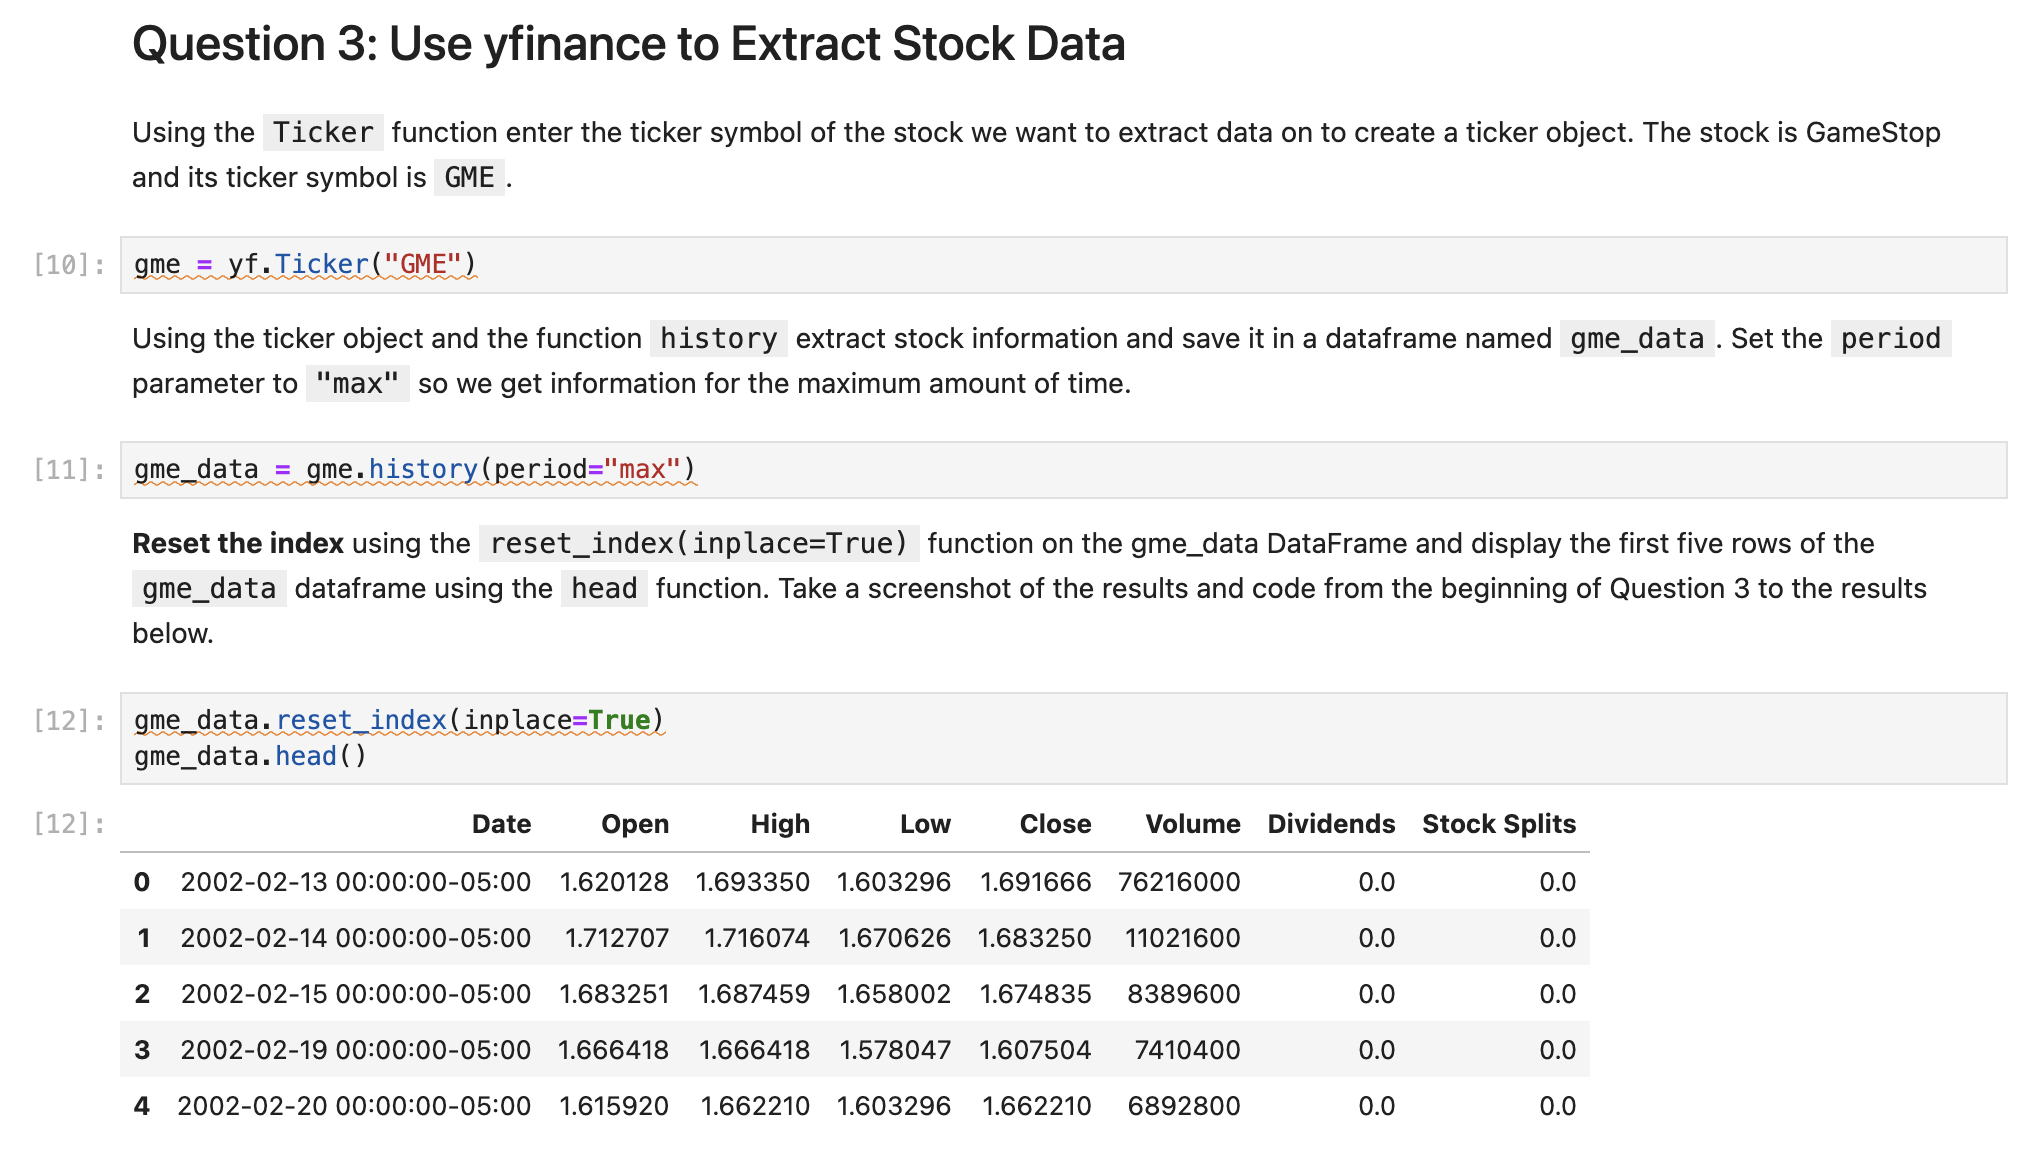 Question 3: Use yfinance to Extract Stock Data
Using the Ticker function enter the ticker symbol of the stock we want to extract data on to create a ticker object. The stock is GameStop
and its ticker symbol is GME .
[10]: gme = yf.Ticker("GME")
Using the ticker object and the function history extract stock information and save it in a dataframe named gme_data . Set the period
parameter to "max" so we get information for the maximum amount of time.
[11]: gme_data = gme.history(period="max")
Reset the index using the reset_index(inplace=True) function on the gme_data DataFrame and display the first five rows of the
gme_data dataframe using the head function. Take a screenshot of the results and code from the beginning of Question 3 to the results
below.
[12]: gme_data.reset_index(inplace=True)
gme_data.head()
[12]: Date Open High Low Close Volume Dividends Stock Splits
0 2002-02-13 00:00:00-05:00 1.620128 1.693350 1.603296 1.691666 76216000 0.0 0.0
1 2002-02-14 00:00:00-05:00 1.712707 1.716074 1.670626 1.683250 11021600 0.0 0.0
2 2002-02-15 00:00:00-05:00 1.683251 1.687459 1.658002 1.674835 8389600 0.0 0.0
3 2002-02-19 00:00:00-05:00 1.666418 1.666418 1.578047 1.607504 7410400 0.0 0.0
4 2002-02-20 00:00:00-05:00 1.615920 1.662210 1.603296 1.662210 6892800 0.0 0.0